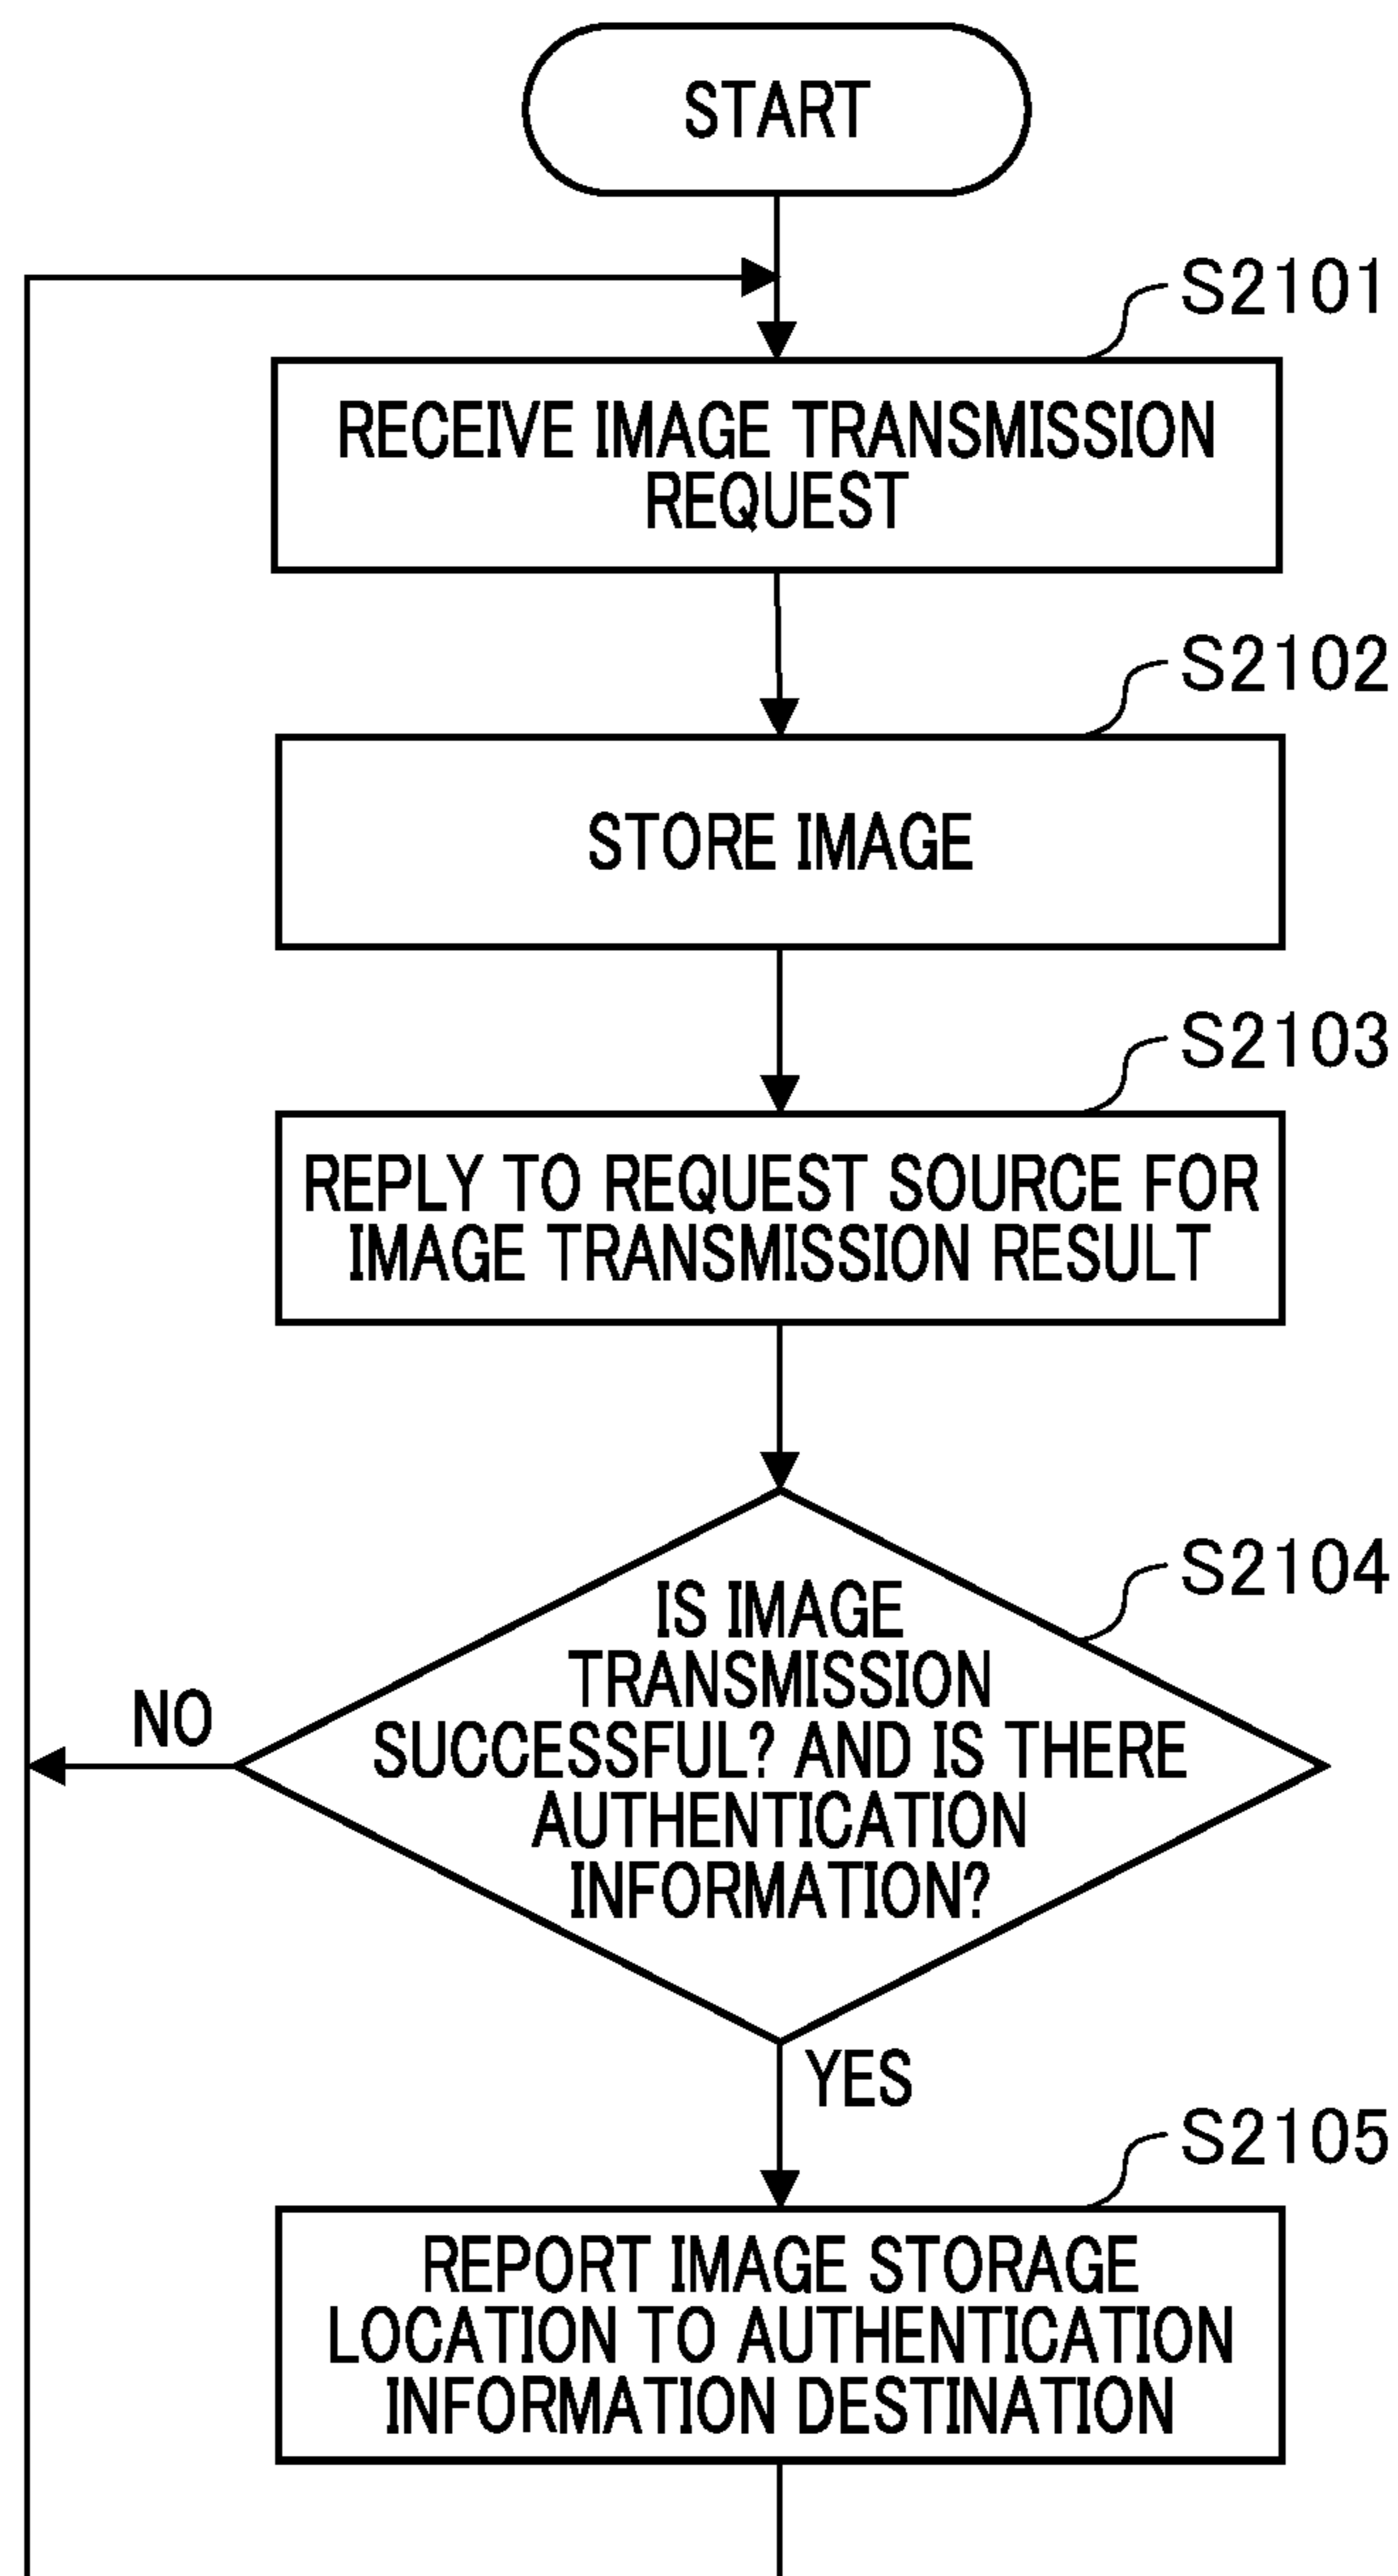 START
S2101
RECEIVE IMAGE TRANSMISSION
REQUEST
S2102
STORE IMAGE
S2103
REPLY TO REQUEST SOURCE FOR
IMAGE TRANSMISSION RESULT
S2104
IS IMAGE
TRANSMISSION
SUCCESSFUL? AND IS THERE
AUTHENTICATION
INFORMATION?
NO
YES
S2105
REPORT IMAGE STORAGE
LOCATION TO AUTHENTICATION
INFORMATION DESTINATION